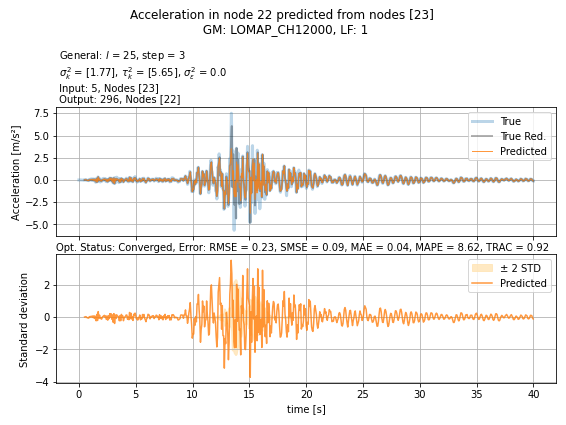 Acceleration in node 22 predicted from nodes [23]
GM: LOMAP_CH12000, LF: 1
General: l = 25, step = 3
σ²ₖ = [1.77], τ²ₖ = [5.65], σ²ε = 0.0
Input: 5, Nodes [23]
Output: 296, Nodes [22]
Acceleration [m/s²]
7.5
5.0
2.5
0.0
−2.5
−5.0
True
True Red.
Predicted
Opt. Status: Converged, Error: RMSE = 0.23, SMSE = 0.09, MAE = 0.04, MAPE = 8.62, TRAC = 0.92
Standard deviation
2
0
−2
−4
± 2 STD
Predicted
0 5 10 15 20 25 30 35 40
time [s]